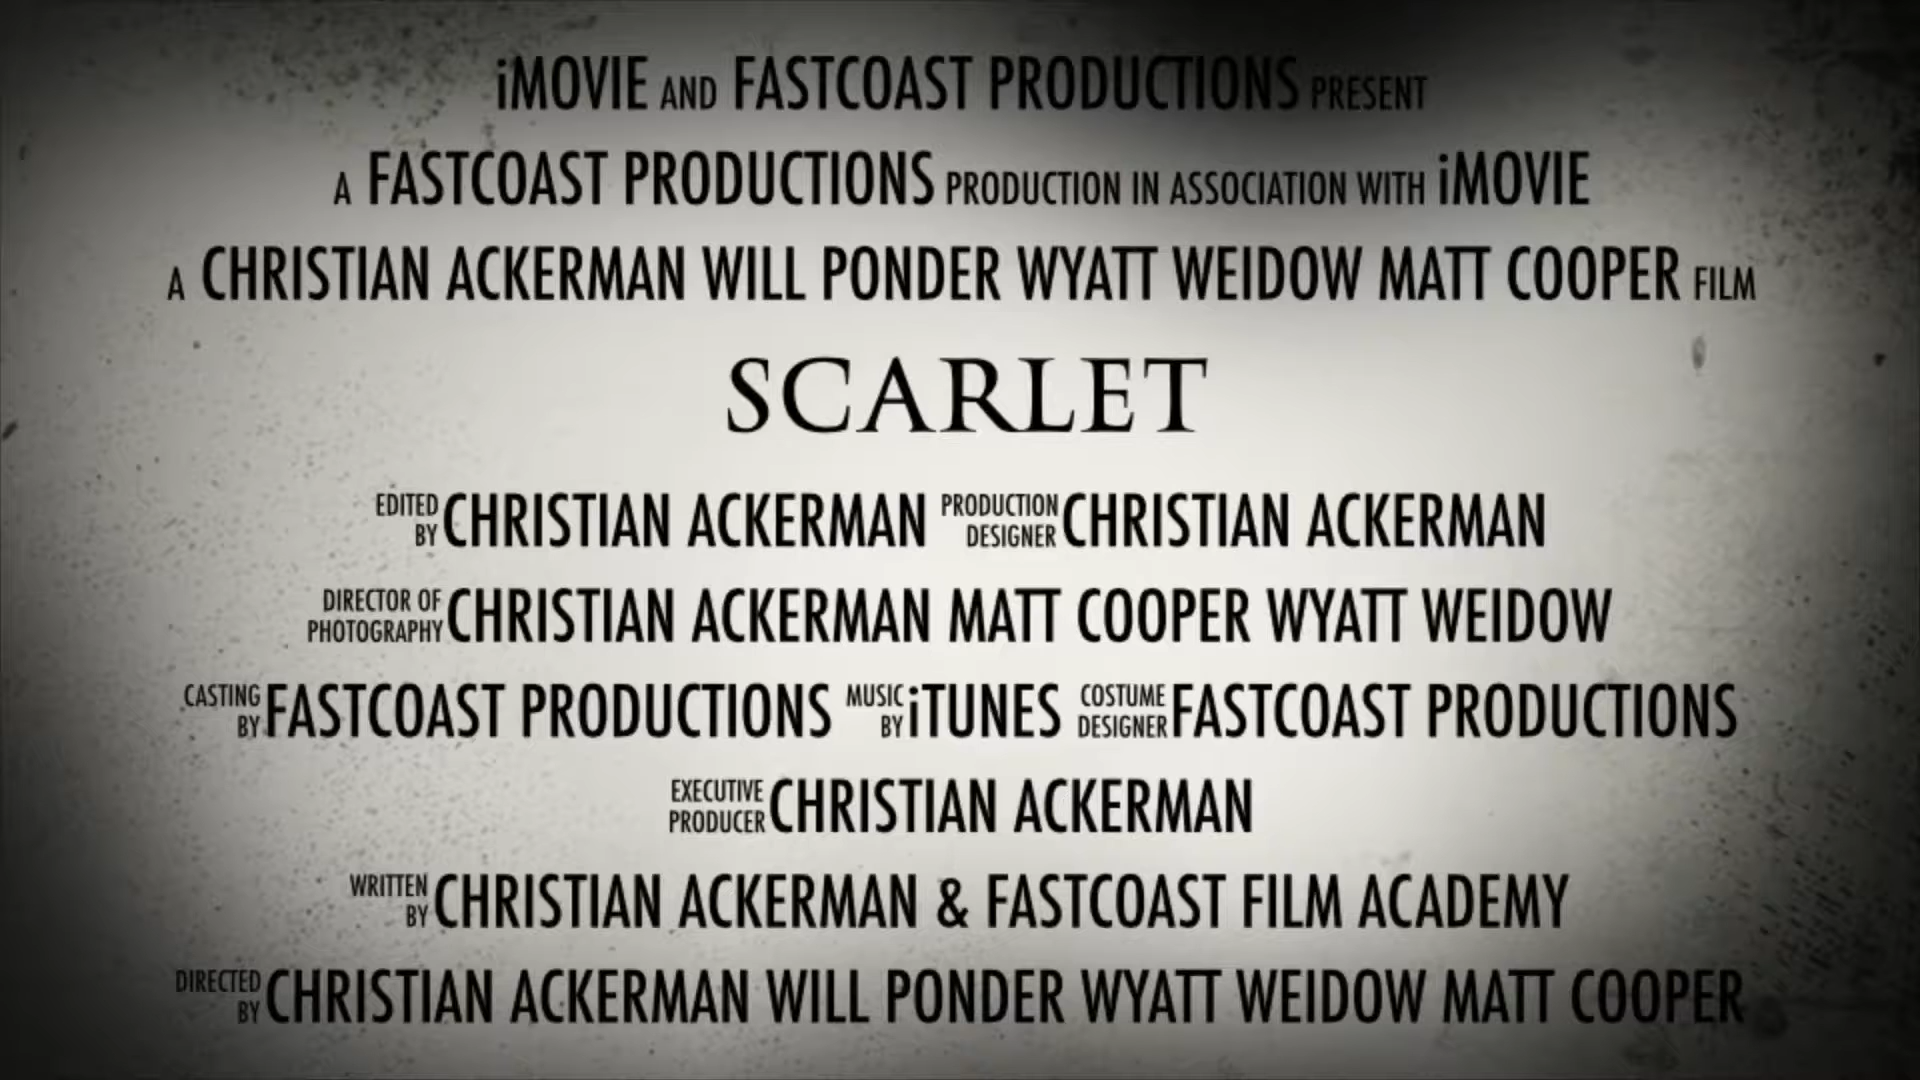 iMOVIE AND FASTCOAST PRODUCTIONS PRESENT
A FASTCOAST PRODUCTIONS PRODUCTION IN ASSOCIATION WITH iMOVIE
A CHRISTIAN ACKERMAN WILL PONDER WYATT WEIDOW MATT COOPER FILM
SCARLET
EDITED BY CHRISTIAN ACKERMAN PRODUCTION DESIGNER CHRISTIAN ACKERMAN
DIRECTOR OF PHOTOGRAPHY CHRISTIAN ACKERMAN MATT COOPER WYATT WEIDOW
CASTING BY FASTCOAST PRODUCTIONS MUSIC BY iTUNES COSTUME DESIGNER FASTCOAST PRODUCTIONS
EXECUTIVE PRODUCER CHRISTIAN ACKERMAN
WRITTEN BY CHRISTIAN ACKERMAN & FASTCOAST FILM ACADEMY
DIRECTED BY CHRISTIAN ACKERMAN WILL PONDER WYATT WEIDOW MATT COOPER